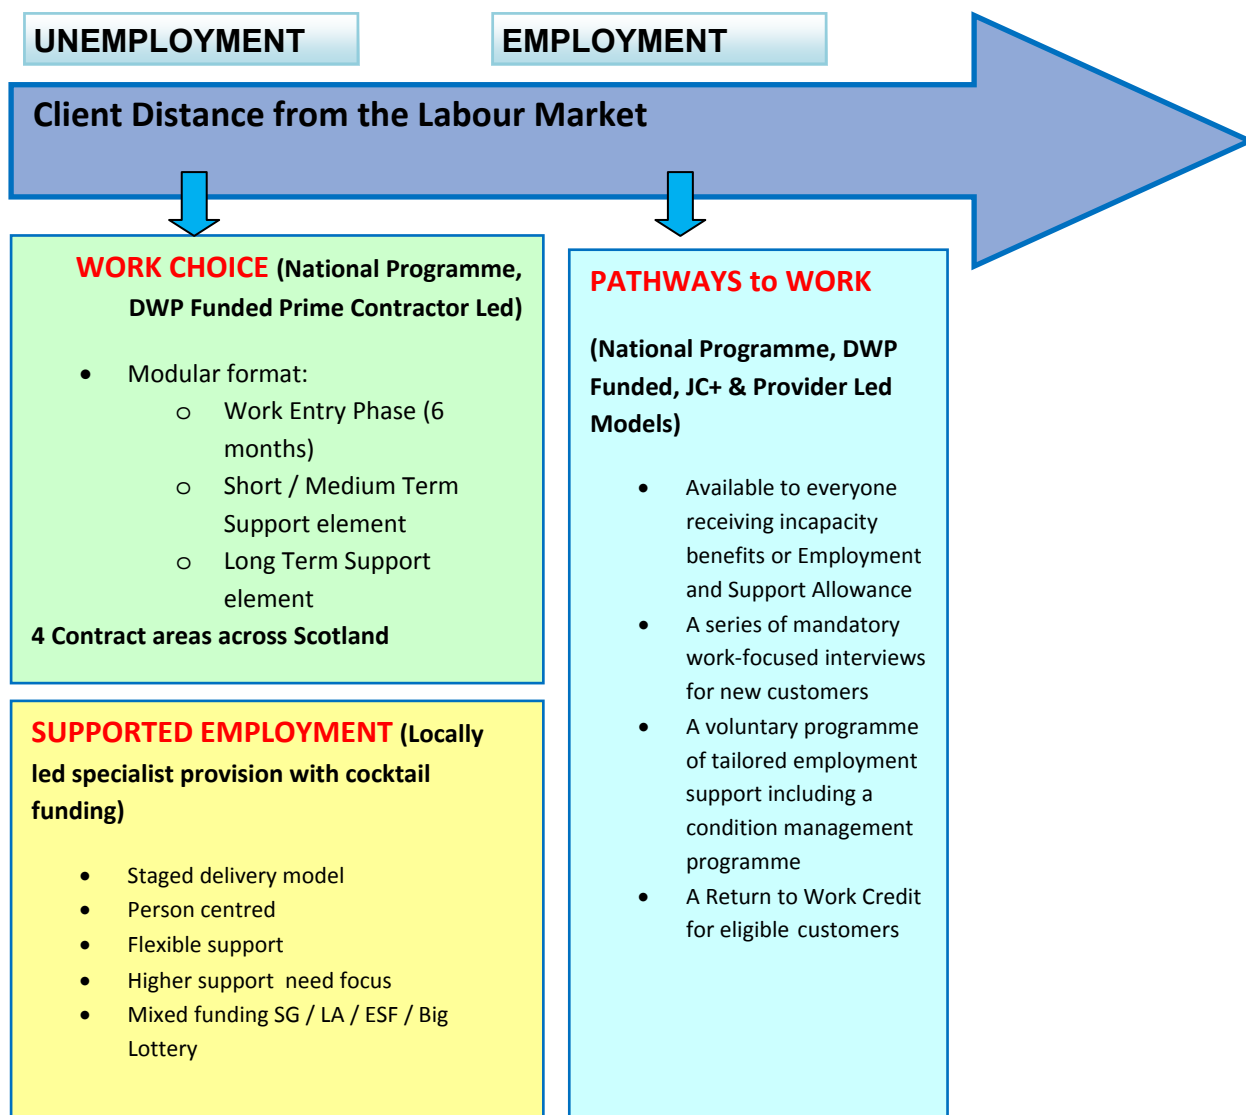 UNEMPLOYMENT
EMPLOYMENT
Client Distance from the Labour Market
WORK CHOICE (National Programme,
DWP Funded Prime Contractor Led)
• Modular format:
o Work Entry Phase (6
months)
o Short / Medium Term
Support element
o Long Term Support
element
4 Contract areas across Scotland
SUPPORTED EMPLOYMENT (Locally
led specialist provision with cocktail
funding)
• Staged delivery model
• Person centred
• Flexible support
• Higher support need focus
• Mixed funding SG / LA / ESF / Big
Lottery
PATHWAYS to WORK
(National Programme, DWP
Funded, JC+ & Provider Led
Models)
• Available to everyone
receiving incapacity
benefits or Employment
and Support Allowance
• A series of mandatory
work-focused interviews
for new customers
• A voluntary programme
of tailored employment
support including a
condition management
programme
• A Return to Work Credit
for eligible customers